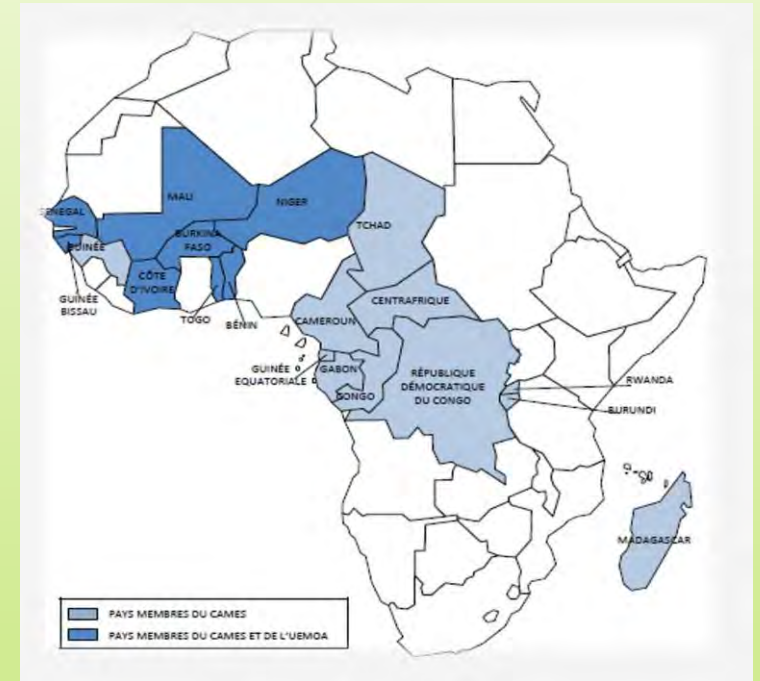 MALI
NIGER
SENEGAL
TCHAD
BURKINA
FASO
GUINÉE
CÔTE
D'IVOIRE
CENTRAFRIQUE
GUINÉE
BISSAU
TOGO
BÉNIN
CAMEROUN
GUINÉE
EQUATORIALE
GABON
CONGO
RÉPUBLIQUE
DÉMOCRATIQUE
DU CONGO
RWANDA
BURUNDI
MADAGASCAR
PAYS MEMBRES DU CAMES
PAYS MEMBRES DU CAMES ET DE L'UEMOA